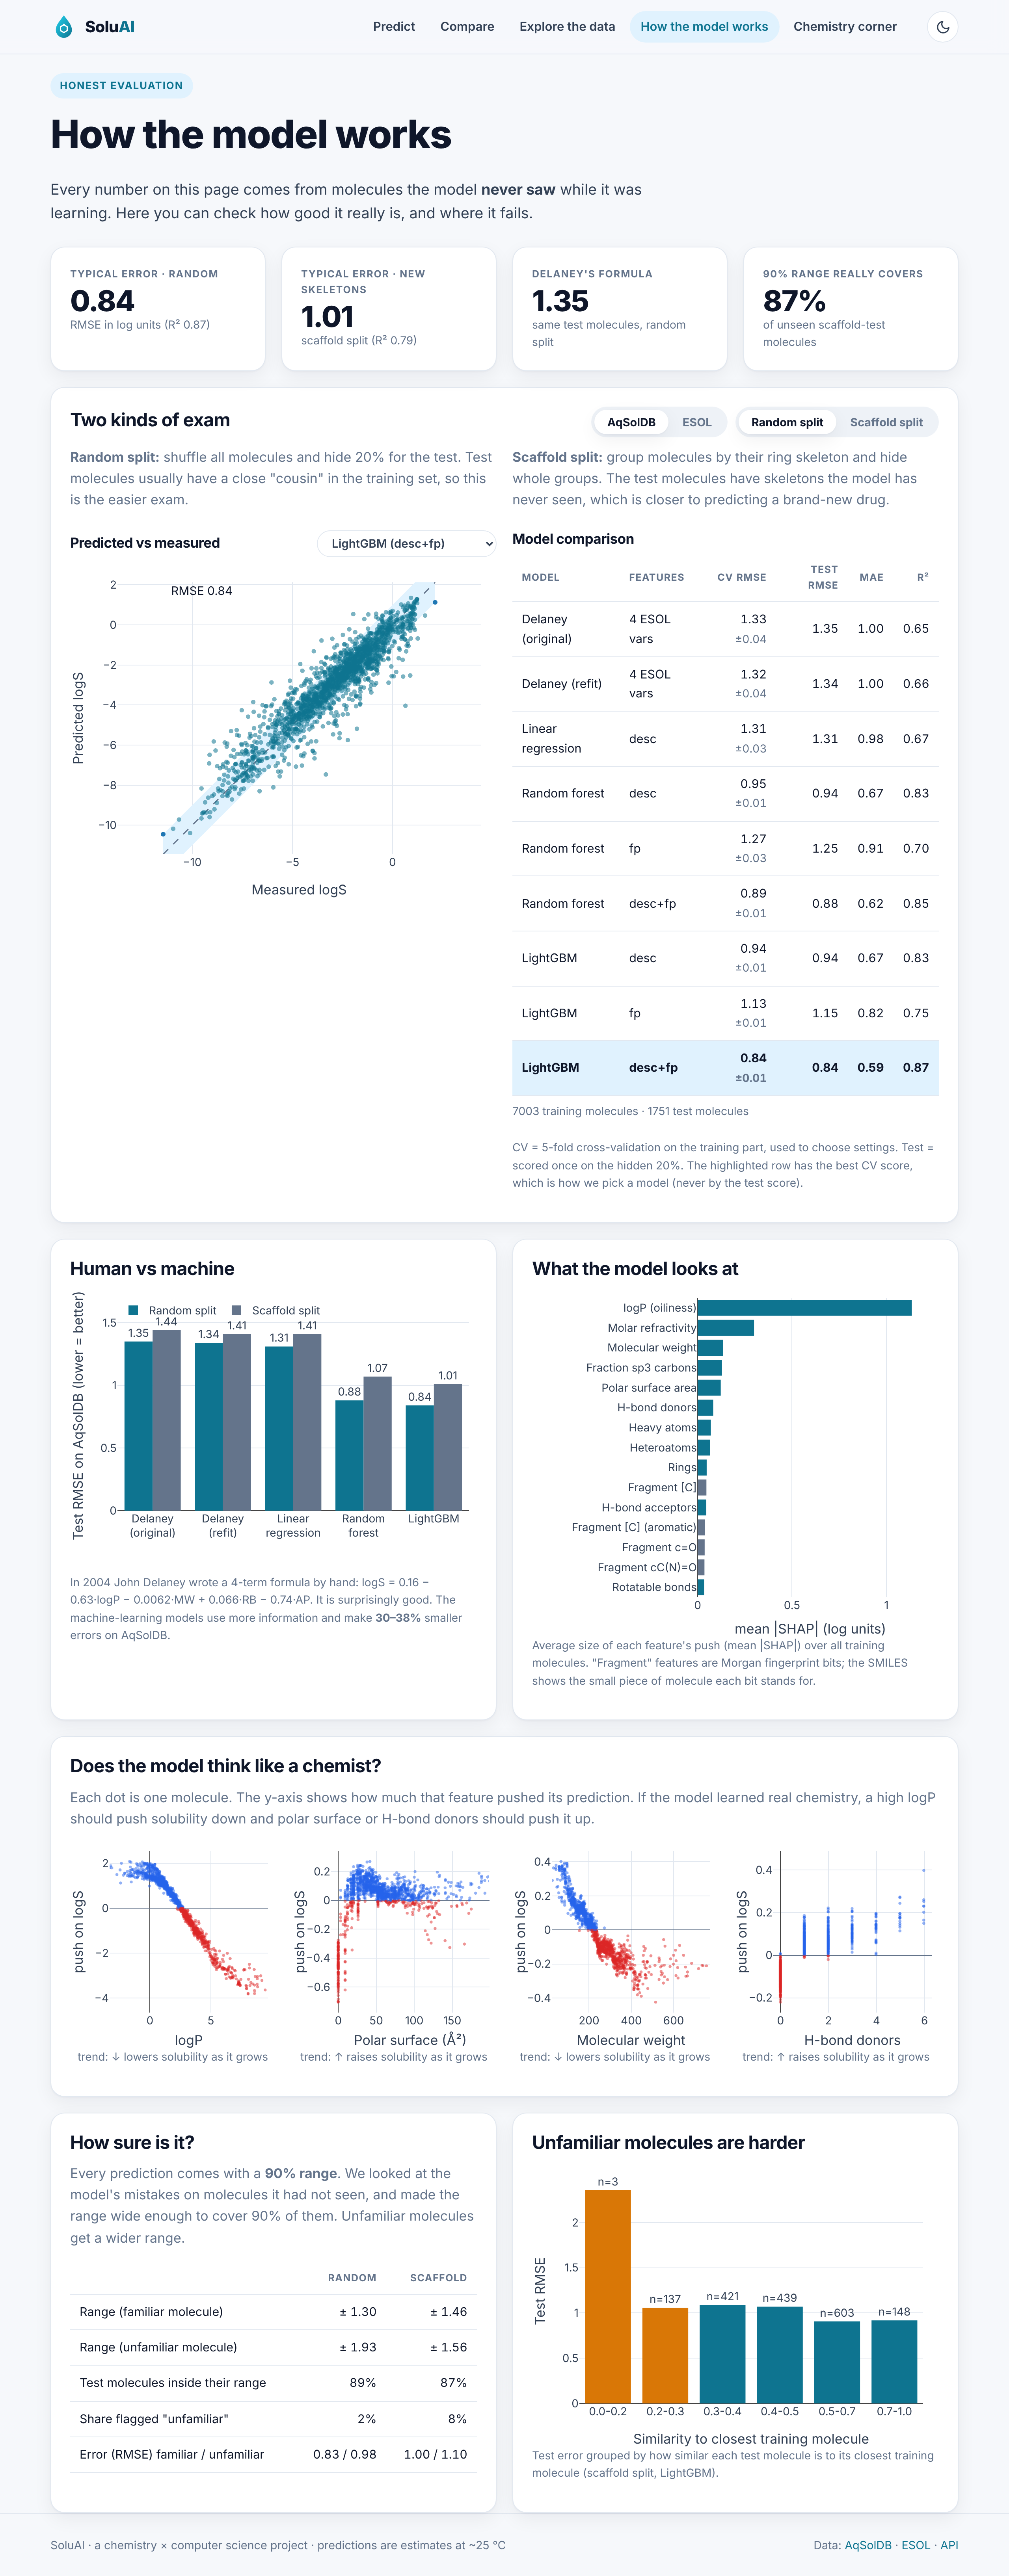 SoluAI
Predict
Compare
Explore the data
How the model works
Chemistry corner
HONEST EVALUATION
How the model works
Every number on this page comes from molecules the model never saw while it was
learning. Here you can check how good it really is, and where it fails.
TYPICAL ERROR · RANDOM
0.84
RMSE in log units (R² 0.87)
TYPICAL ERROR · NEW
SKELETONS
1.01
scaffold split (R² 0.79)
DELANEY'S FORMULA
1.35
same test molecules, random
split
90% RANGE REALLY COVERS
87%
of unseen scaffold-test
molecules
Two kinds of exam
AqSolDB ESOL
Random split Scaffold split
Random split: shuffle all molecules and hide 20% for the test. Test
molecules usually have a close "cousin" in the training set, so this
is the easier exam.
Scaffold split: group molecules by their ring skeleton and hide
whole groups. The test molecules have skeletons the model has
never seen, which is closer to predicting a brand-new drug.
Predicted vs measured
LightGBM (desc+fp)
RMSE 0.84
Predicted logS
2
0
−2
−4
−6
−8
−10
−10 −5 0
Measured logS
Model comparison
MODEL FEATURES CV RMSE TEST RMSE MAE R²
Delaney (original) 4 ESOL vars 1.33 ±0.04 1.35 1.00 0.65
Delaney (refit) 4 ESOL vars 1.32 ±0.04 1.34 1.00 0.66
Linear regression desc 1.31 ±0.03 1.31 0.98 0.67
Random forest desc 0.95 ±0.01 0.94 0.67 0.83
Random forest fp 1.27 ±0.03 1.25 0.91 0.70
Random forest desc+fp 0.89 ±0.01 0.88 0.62 0.85
LightGBM desc 0.94 ±0.01 0.94 0.67 0.83
LightGBM fp 1.13 ±0.01 1.15 0.82 0.75
LightGBM desc+fp 0.84 ±0.01 0.84 0.59 0.87
7003 training molecules · 1751 test molecules
CV = 5-fold cross-validation on the training part, used to choose settings. Test =
scored once on the hidden 20%. The highlighted row has the best CV score,
which is how we pick a model (never by the test score).
Human vs machine
Random split Scaffold split
Test RMSE on AqSolDB (lower = better)
1.5
1
0.5
0
1.35 1.44 1.34 1.41 1.31 1.41 0.88 1.07 0.84 1.01
Delaney (original)
Delaney (refit)
Linear regression
Random forest
LightGBM
In 2004 John Delaney wrote a 4-term formula by hand: logS = 0.16 −
0.63·logP − 0.0062·MW + 0.066·RB − 0.74·AP. It is surprisingly good. The
machine-learning models use more information and make 30–38% smaller
errors on AqSolDB.
What the model looks at
logP (oiliness)
Molar refractivity
Molecular weight
Fraction sp3 carbons
Polar surface area
H-bond donors
Heavy atoms
Heteroatoms
Rings
Fragment [C]
H-bond acceptors
Fragment [C] (aromatic)
Fragment c=O
Fragment cC(N)=O
Rotatable bonds
0 0.5 1
mean |SHAP| (log units)
Average size of each feature's push (mean |SHAP|) over all training
molecules. "Fragment" features are Morgan fingerprint bits; the SMILES
shows the small piece of molecule each bit stands for.
Does the model think like a chemist?
Each dot is one molecule. The y-axis shows how much that feature pushed its prediction. If the model learned real chemistry, a high logP
should push solubility down and polar surface or H-bond donors should push it up.
push on logS
2
0
−2
−4
0 5
logP
trend: ↓ lowers solubility as it grows
push on logS
0.2
0
−0.2
−0.4
−0.6
0 50 100 150
Polar surface (Å²)
trend: ↑ raises solubility as it grows
push on logS
0.4
0.2
0
−0.2
−0.4
200 400 600
Molecular weight
trend: ↓ lowers solubility as it grows
push on logS
0.4
0.2
0
−0.2
0 2 4 6
H-bond donors
trend: ↑ raises solubility as it grows
How sure is it?
Every prediction comes with a 90% range. We looked at the
model's mistakes on molecules it had not seen, and made the
range wide enough to cover 90% of them. Unfamiliar molecules
get a wider range.
RANDOM SCAFFOLD
Range (familiar molecule) ± 1.30 ± 1.46
Range (unfamiliar molecule) ± 1.93 ± 1.56
Test molecules inside their range 89% 87%
Share flagged "unfamiliar" 2% 8%
Error (RMSE) familiar / unfamiliar 0.83 / 0.98 1.00 / 1.10
Unfamiliar molecules are harder
Test RMSE
2
1.5
1
0.5
0
n=3 n=137 n=421 n=439 n=603 n=148
0.0-0.2 0.2-0.3 0.3-0.4 0.4-0.5 0.5-0.7 0.7-1.0
Similarity to closest training molecule
Test error grouped by how similar each test molecule is to its closest training
molecule (scaffold split, LightGBM).
SoluAI · a chemistry × computer science project · predictions are estimates at ~25 °C
Data: AqSolDB · ESOL · API